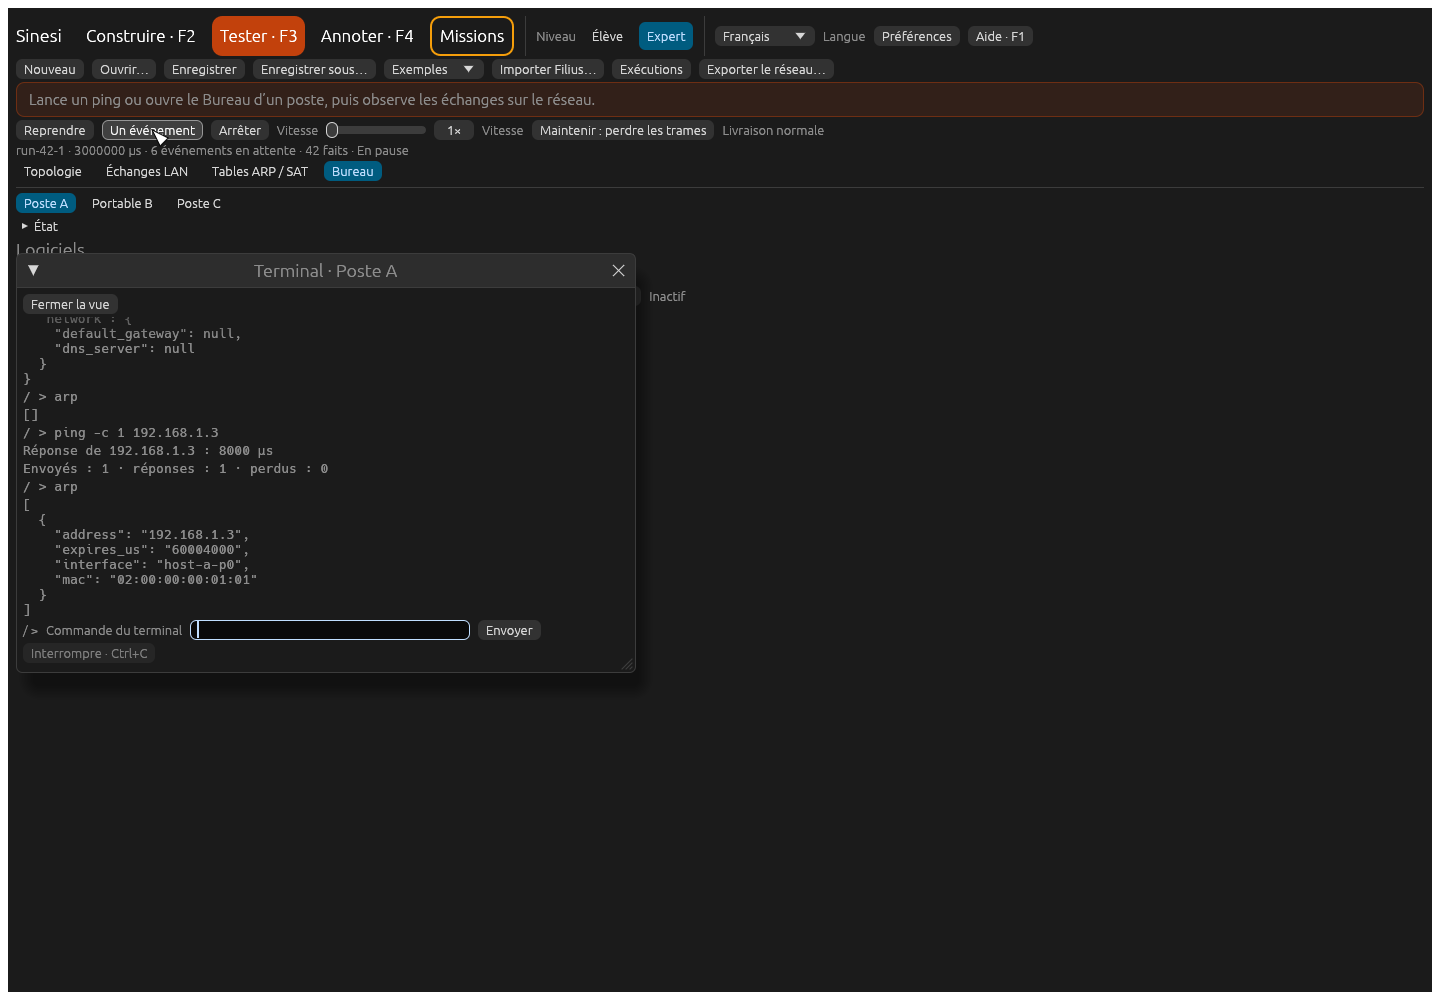 Sinesi Construire · F2 Tester · F3 Annoter · F4 Missions Niveau Élève Expert Français Langue Préférences Aide · F1
Nouveau Ouvrir… Enregistrer Enregistrer sous… Exemples Importer Filius… Exécutions Exporter le réseau…
Lance un ping ou ouvre le Bureau d’un poste, puis observe les échanges sur le réseau.
Reprendre Un événement Arrêter Vitesse 1× Vitesse Maintenir : perdre les trames Livraison normale
run-42-1 · 3000000 µs · 6 événements en attente · 42 faits · En pause
Topologie Échanges LAN Tables ARP / SAT Bureau
Poste A Portable B Poste C
État
Logiciels
Terminal · Poste A
Inactif
Fermer la vue
"network": {
"default_gateway": null,
"dns_server": null
}
}
/ > arp
[]
/ > ping -c 1 192.168.1.3
Réponse de 192.168.1.3 : 8000 µs
Envoyés : 1 · réponses : 1 · perdus : 0
/ > arp
[
{
"address": "192.168.1.3",
"expires_us": "60004000",
"interface": "host-a-p0",
"mac": "02:00:00:00:01:01"
}
]
/ > Commande du terminal Envoyer
Interrompre · Ctrl+C